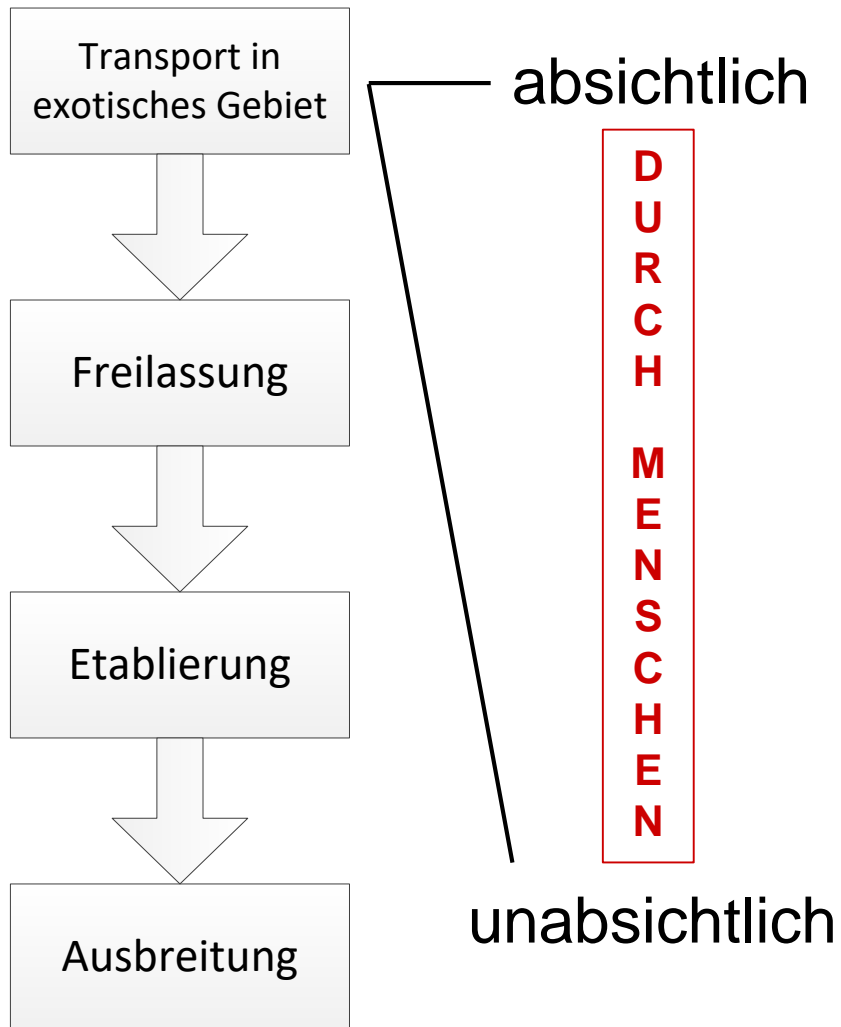 Transport in
exotisches Gebiet
Freilassung
Etablierung
Ausbreitung
absichtlich
D
U
R
C
H
M
E
N
S
C
H
E
N
unabsichtlich